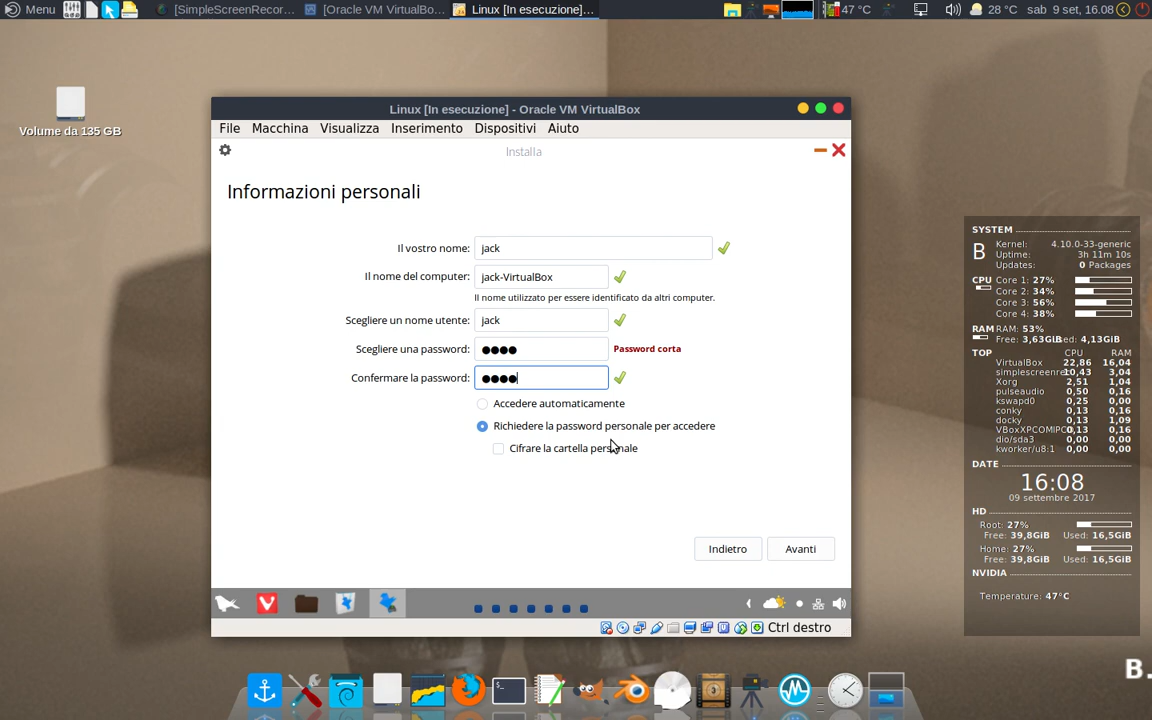 Menu [SimpleScreenRecor... [Oracle VM VirtualBo... Linux [In esecuzione]... 47 °C 28 °C sab 9 set, 16.08
Volume da 135 GB
Linux [In esecuzione] - Oracle VM VirtualBox
File Macchina Visualizza Inserimento Dispositivi Aiuto
Installa
Informazioni personali
Il vostro nome: jack
Il nome del computer: jack-VirtualBox
Il nome utilizzato per essere identificato da altri computer.
Scegliere un nome utente: jack
Scegliere una password: ●●●● Password corta
Confermare la password: ●●●●
Accedere automaticamente
Richiedere la password personale per accedere
Cifrare la cartella personale
Indietro Avanti
Ctrl destro
SYSTEM
B
Kernel: 4.10.0-33-generic
Uptime: 3h 11m 10s
Updates: 0 Packages
CPU Core 1: 27%
Core 2: 34%
Core 3: 56%
Core 4: 38%
RAM RAM: 53%
Free: 3,63GiB Used: 4,13GiB
TOP CPU RAM
VirtualBox 22,86 16,04
simplescreenre 10,43 3,04
Xorg 2,51 1,04
pulseaudio 0,50 0,16
kswapd0 0,25 0,00
conky 0,13 0,16
docky 0,13 1,09
VBoxXPCOMIPC 0,13 0,16
dio/sda3 0,00 0,00
kworker/u8:1 0,00 0,00
DATE
16:08
09 settembre 2017
HD
Root: 27%
Free: 39,8GiB Used: 16,5GiB
Home: 27%
Free: 39,8GiB Used: 16,5GiB
NVIDIA
Temperature: 47°C
B.